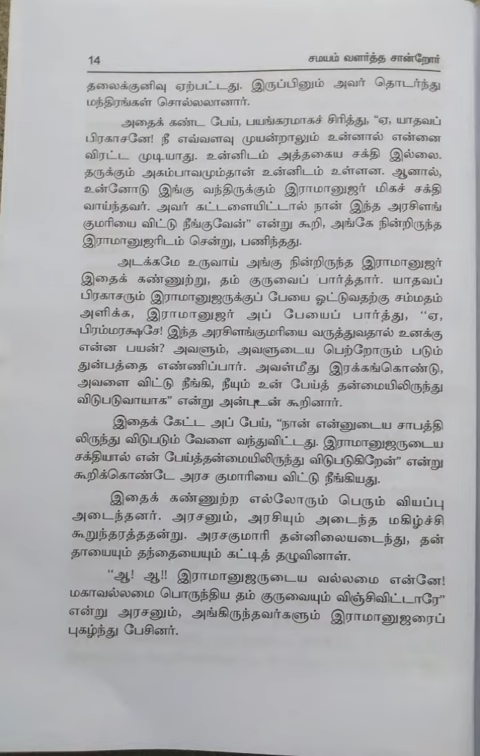 14 சமயம் வளர்த்த சான்றோர்
தலைக்குனிவு ஏற்பட்டது. இருப்பினும் அவர் தொடர்ந்து
மந்திரங்கள் சொல்லலானார்.
அதைக் கண்ட பேய், பயங்கரமாகச் சிரித்து, “ஏ, யாதவப்
பிரகாசனே! நீ எவ்வளவு முயன்றாலும் உன்னால் என்னை
விரட்ட முடியாது. உன்னிடம் அத்தகைய சக்தி இல்லை.
தருக்கும் அகம்பாவமும்தான் உன்னிடம் உள்ளன. ஆனால்,
உன்னோடு இங்கு வந்திருக்கும் இராமானுஜர் மிகச் சக்தி
வாய்ந்தவர். அவர் கட்டளையிட்டால் நான் இந்த அரசிளங்
குமரியை விட்டு நீங்குவேன்” என்று கூறி, அங்கே நின்றிருந்த
இராமானுஜரிடம் சென்று, பணிந்தது.
அடக்கமே உருவாய் அங்கு நின்றிருந்த இராமானுஜர்
இதைக் கண்ணுற்று, தம் குருவைப் பார்த்தார். யாதவப்
பிரகாசரும் இராமானுஜருக்குப் பேயை ஓட்டுவதற்கு சம்மதம்
அளிக்க, இராமானுஜர் அப் பேயைப் பார்த்து, “ஏ,
பிரம்மரக்ஷசே! இந்த அரசிளங்குமரியை வருத்துவதால் உனக்கு
என்ன பயன்? அவளும், அவளுடைய பெற்றோரும் படும்
துன்பத்தை எண்ணிப்பார். அவள்மீது இரக்கங்கொண்டு,
அவளை விட்டு நீங்கி, நீயும் உன் பேய்த் தன்மையிலிருந்து
விடுபடுவாயாக” என்று அன்புடன் கூறினார்.
இதைக் கேட்ட அப் பேய், “நான் என்னுடைய சாபத்தி
லிருந்து விடுபடும் வேளை வந்துவிட்டது. இராமானுஜருடைய
சக்தியால் என் பேய்த்தன்மையிலிருந்து விடுபடுகிறேன்” என்று
கூறிக்கொண்டே அரச குமாரியை விட்டு நீங்கியது.
இதைக் கண்ணுற்ற எல்லோரும் பெரும் வியப்பு
அடைந்தனர். அரசனும், அரசியும் அடைந்த மகிழ்ச்சி
கூறுந்தரத்ததன்று. அரசகுமாரி தன்னிலையடைந்து, தன்
தாயையும் தந்தையையும் கட்டித் தழுவினாள்.
“ஆ! ஆ!! இராமானுஜருடைய வல்லமை என்னே!
மகாவல்லமை பொருந்திய தம் குருவையும் விஞ்சிவிட்டாரே”
என்று அரசனும், அங்கிருந்தவர்களும் இராமானுஜரைப்
புகழ்ந்து பேசினர்.